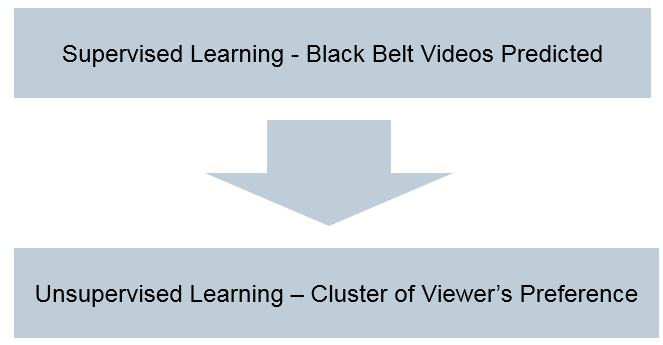 Supervised Learning - Black Belt Videos Predicted
Unsupervised Learning – Cluster of Viewer’s Preference